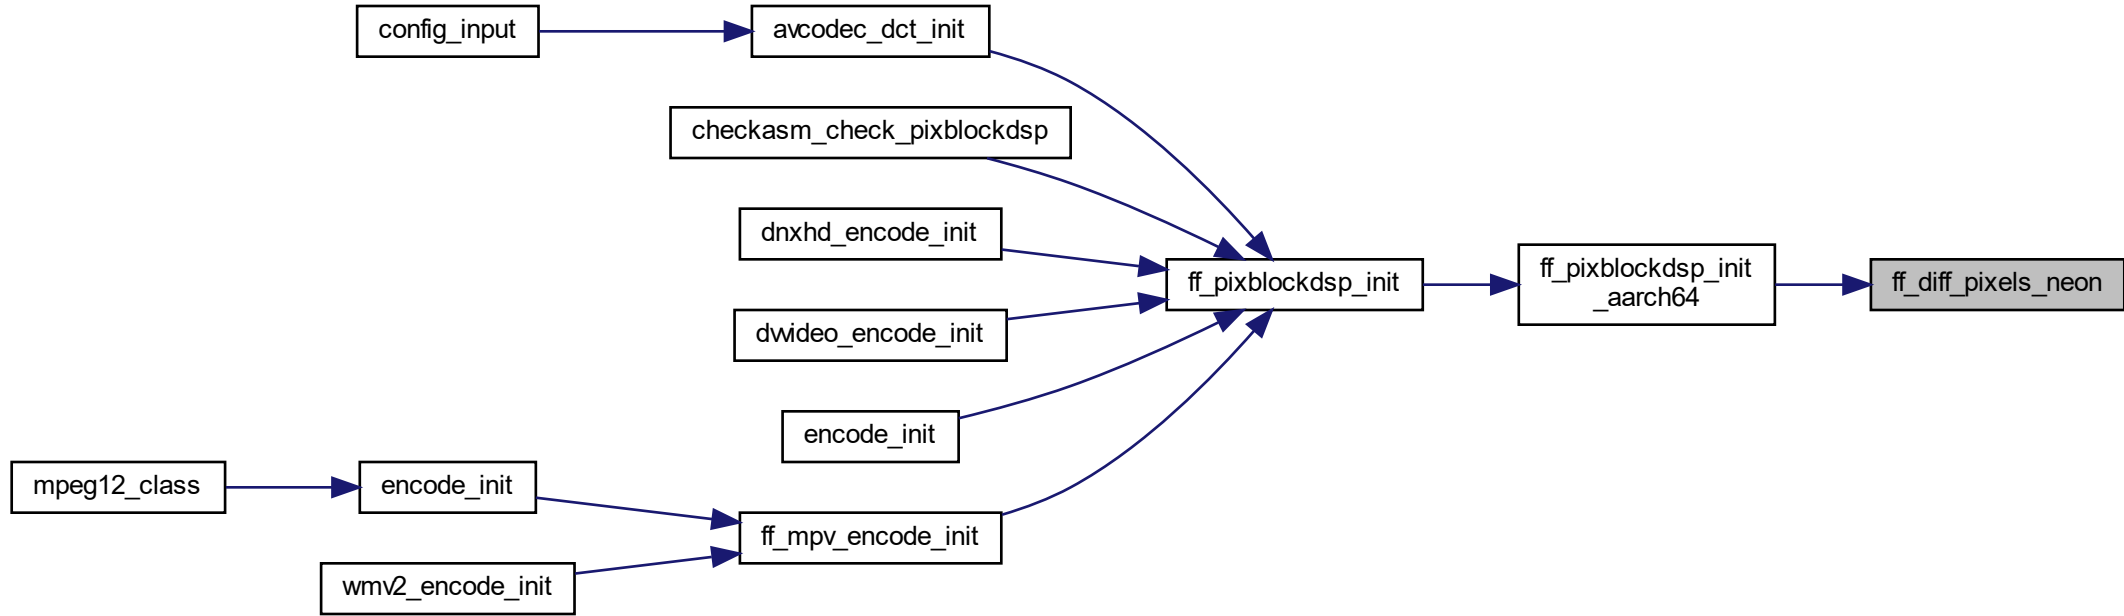 config_input
avcodec_dct_init
checkasm_check_pixblockdsp
dnxhd_encode_init
ff_pixblockdsp_init
ff_pixblockdsp_init
_aarch64
ff_diff_pixels_neon
dvvideo_encode_init
encode_init
mpeg12_class
encode_init
ff_mpv_encode_init
wmv2_encode_init